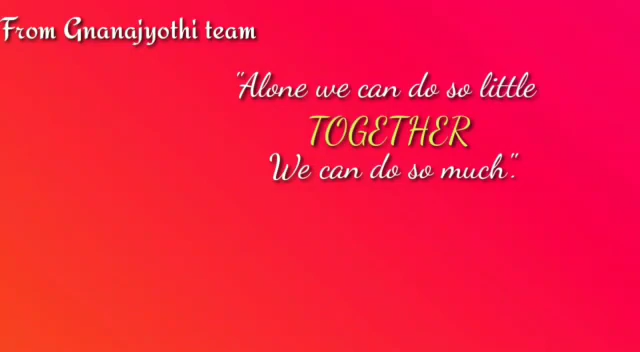 From Gnanajyothi team
"Alone we can do so little
TOGETHER
We can do so much".